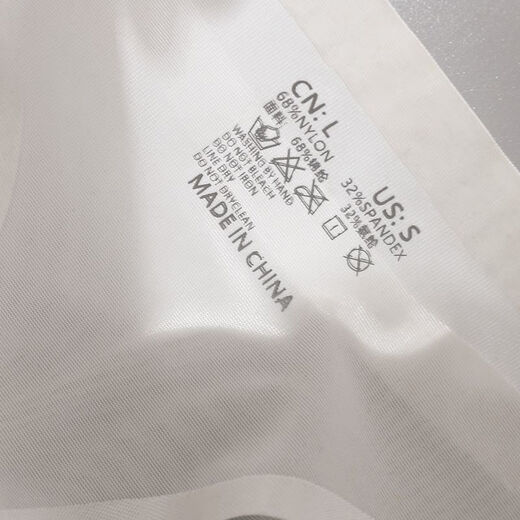 CN: L US: S
68%NYLON 32%SPANDEX
面料: 68%锦纶 32%氨纶
WASHING BY HAND
DO NOT BLEACH
DO NOT IRON
LINE DRY
DO NOT DRYCLEAN
MADE IN CHINA